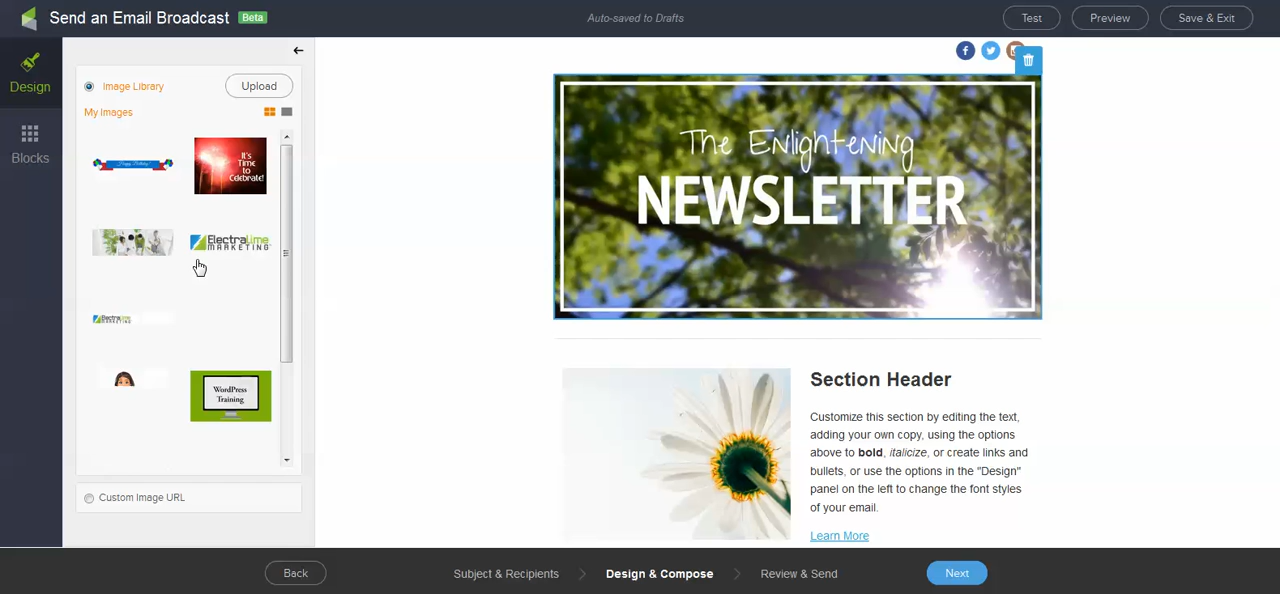 Send an Email Broadcast Beta
Auto-saved to Drafts
Test
Preview
Save & Exit
Design
Blocks
Image Library
Upload
My Images
Happy Birthday!
It's
Time
to
Celebrate!
ElectraLime
MARKETING
ElectraLime
MARKETING
WordPress
Training
Custom Image URL
The Enlightening
NEWSLETTER
Section Header
Customize this section by editing the text,
adding your own copy, using the options
above to bold, italicize, or create links and
bullets, or use the options in the "Design"
panel on the left to change the font styles
of your email.
Learn More
Back
Subject & Recipients
Design & Compose
Review & Send
Next